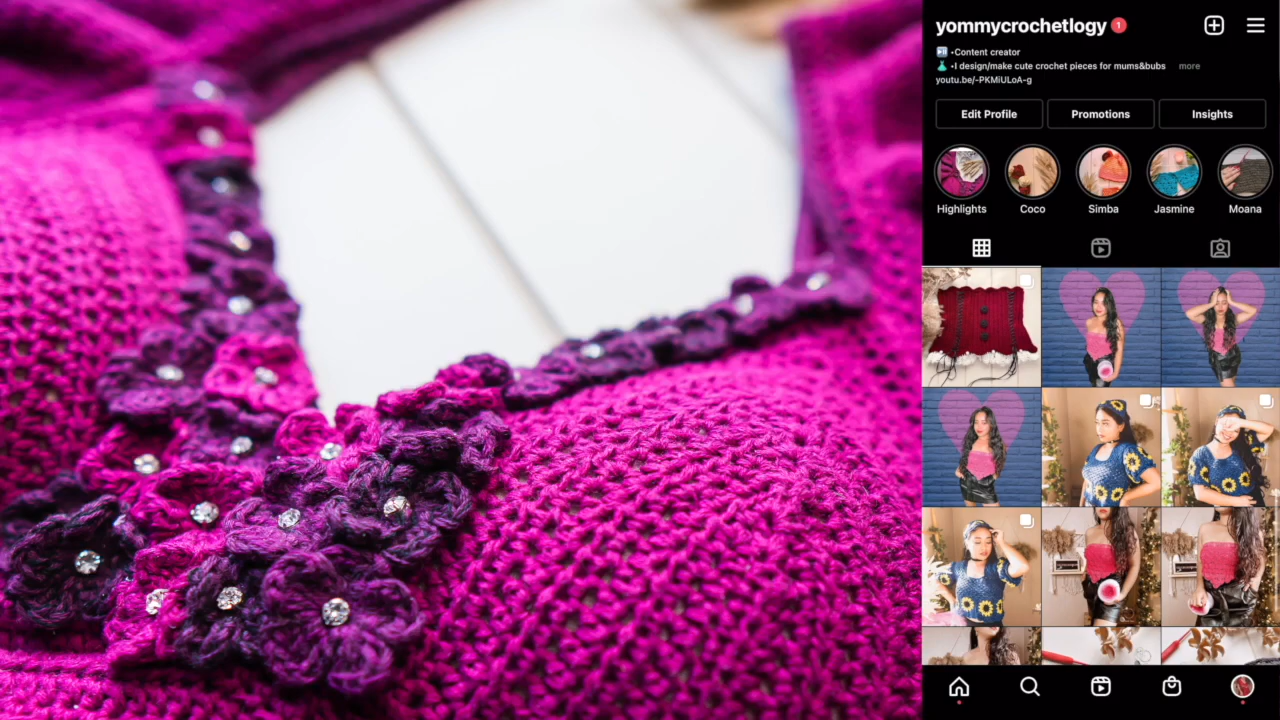 yommycrochetlogy 1
•Content creator
•I design/make cute crochet pieces for mums&bubs more
youtu.be/-PKMiULoA-g
Edit Profile Promotions Insights
Highlights Coco Simba Jasmine Moana